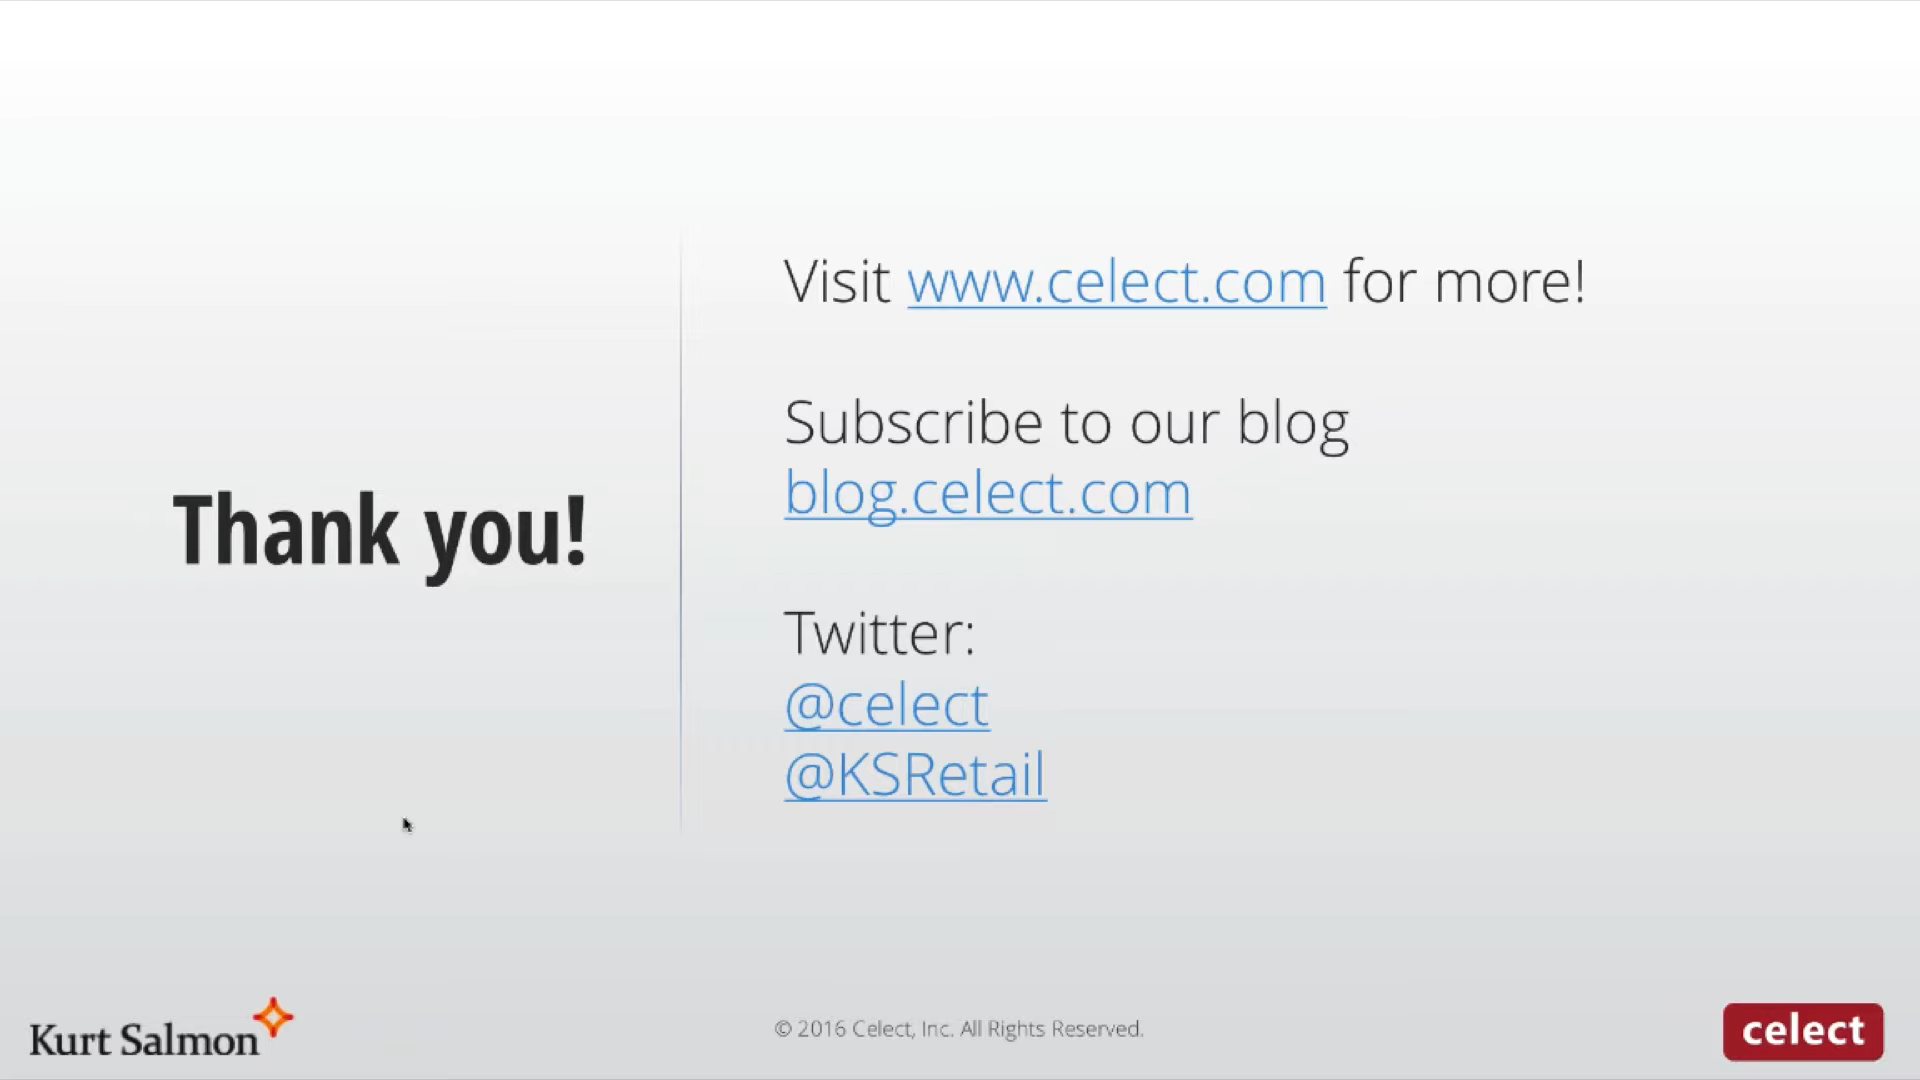 Thank you!
Visit www.celect.com for more!
Subscribe to our blog
blog.celect.com
Twitter:
@celect
@KSRetail
Kurt Salmon
© 2016 Celect, Inc. All Rights Reserved.
celect